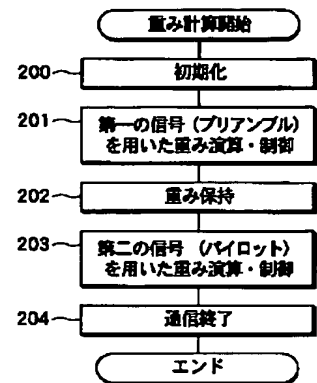 重み計算開始
200
初期化
201
第一の信号(プリアンブル)
を用いた重み演算・制御
202
重み保持
203
第二の信号 (パイロット)
を用いた重み演算・制御
204
通信終了
エンド